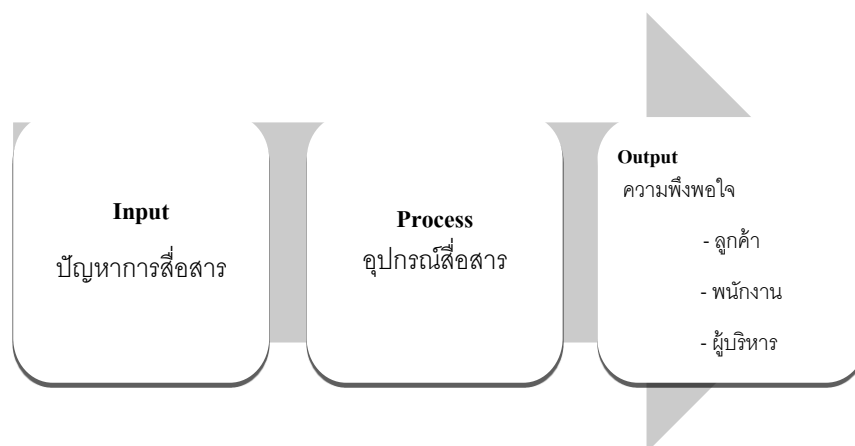 Input
ปัญหาการสื่อสาร
Process
อุปกรณ์สื่อสาร
Output
ความพึงพอใจ
- ลูกค้า
- พนักงาน
- ผู้บริหาร